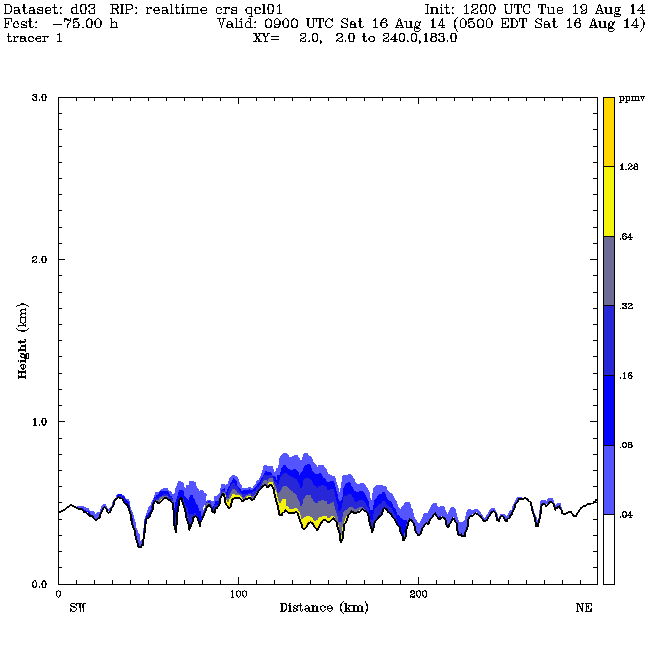 Dataset: d03 RIP: realtime crs qcl01 Init: 1200 UTC Tue 19 Aug 14
Fcst: -75.00 h Valid: 0900 UTC Sat 16 Aug 14 (0500 EDT Sat 16 Aug 14)
tracer 1 XY= 2.0, 2.0 to 240.0,183.0
ppmv
3.0
1.28
.64
2.0
.32
Height (km)
.16
1.0
.08
.04
0.0
0 100 200
SW Distance (km) NE